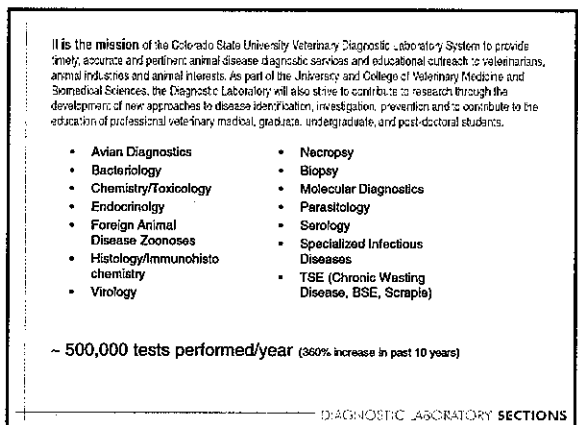 It is the mission of the Colorado State University Veterinary Diagnostic Laboratory System to provide
timely, accurate and pertinent animal disease diagnostic services and educational outreach to veterinarians,
animal industries and animal interests. As part of the University and College of Veterinary Medicine and
Biomedical Sciences, the Diagnostic Laboratory will also strive to contribute to research through the
development of new approaches to disease identification, investigation, prevention and to contribute to the
education of professional veterinary medical, graduate, undergraduate, and post-doctoral students.
• Avian Diagnostics
• Bacteriology
• Chemistry/Toxicology
• Endocrinolgy
• Foreign Animal
Disease Zoonoses
• Histology/Immunohisto
chemistry
• Virology
• Necropsy
• Biopsy
• Molecular Diagnostics
• Parasitology
• Serology
• Specialized Infectious
Diseases
• TSE (Chronic Wasting
Disease, BSE, Scrapie)
~ 500,000 tests performed/year (360% increase in past 10 years)
DIAGNOSTIC LABORATORY SECTIONS